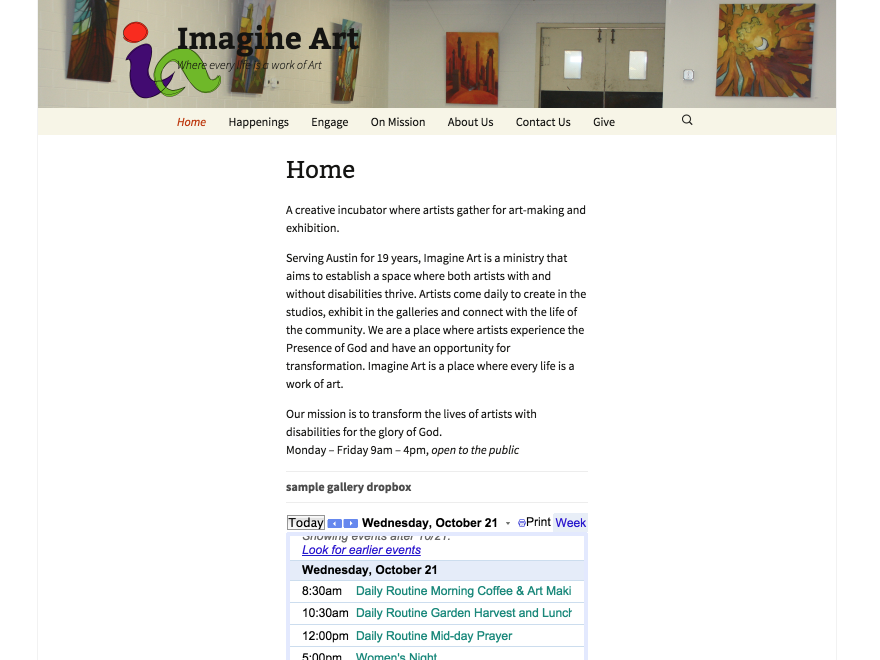 Imagine Art
Where every life is a work of Art
Home Happenings Engage On Mission About Us Contact Us Give
Home
A creative incubator where artists gather for art-making and
exhibition.
Serving Austin for 19 years, Imagine Art is a ministry that
aims to establish a space where both artists with and
without disabilities thrive. Artists come daily to create in the
studios, exhibit in the galleries and connect with the life of
the community. We are a place where artists experience the
Presence of God and have an opportunity for
transformation. Imagine Art is a place where every life is a
work of art.
Our mission is to transform the lives of artists with
disabilities for the glory of God.
Monday – Friday 9am – 4pm, open to the public
sample gallery dropbox
Today Wednesday, October 21 Print Week
Showing events after 10/21.
Look for earlier events
Wednesday, October 21
8:30am Daily Routine Morning Coffee & Art Maki
10:30am Daily Routine Garden Harvest and Lunch
12:00pm Daily Routine Mid-day Prayer
5:00pm Women's Night